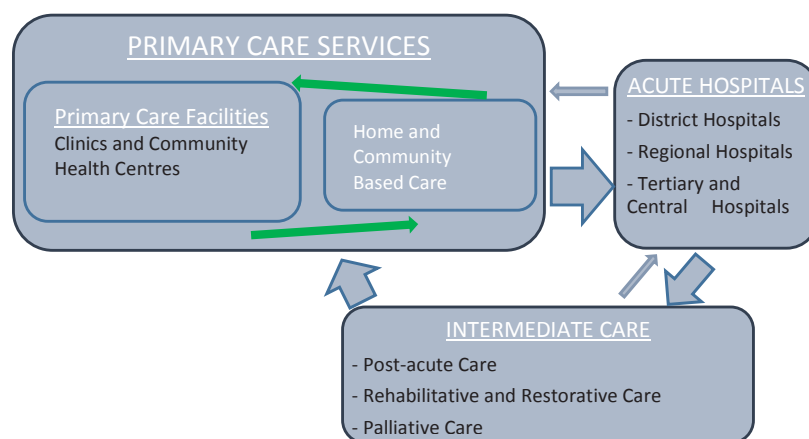 PRIMARY CARE SERVICES
Primary Care Facilities
Clinics and Community
Health Centres
Home and
Community
Based Care
ACUTE HOSPITALS
- District Hospitals
- Regional Hospitals
- Tertiary and
Central Hospitals
INTERMEDIATE CARE
- Post-acute Care
- Rehabilitative and Restorative Care
- Palliative Care